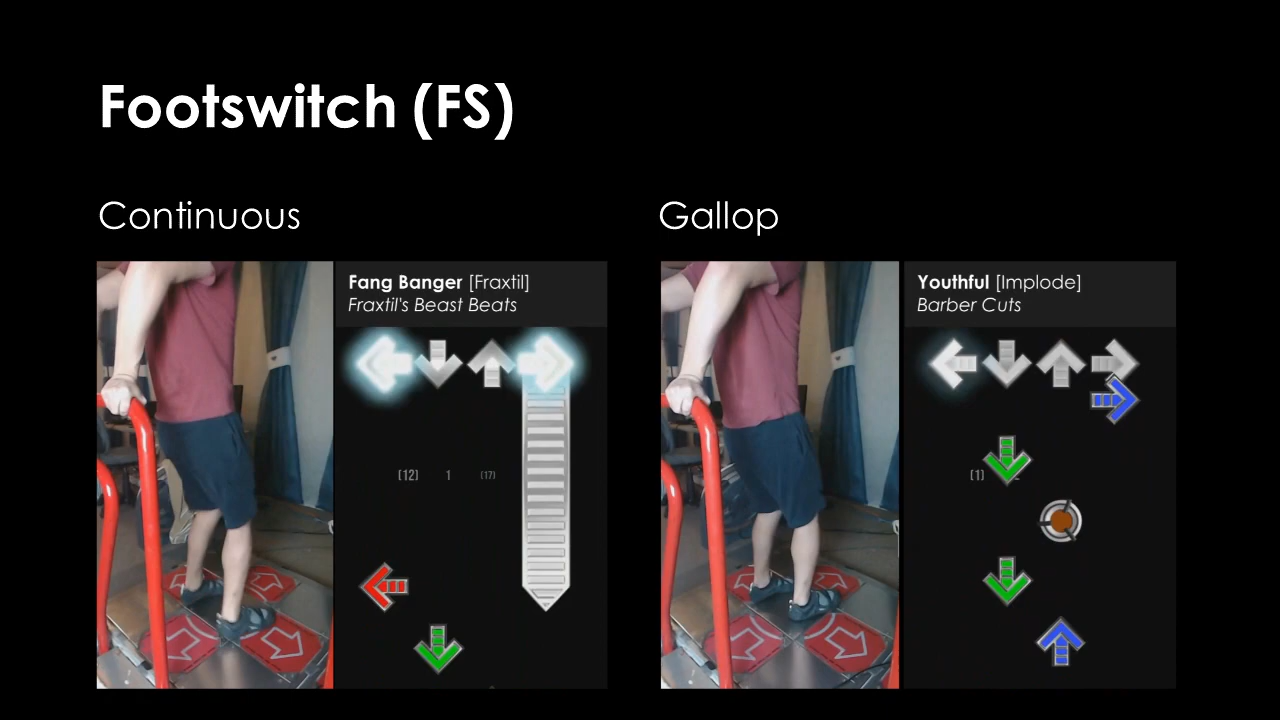 Footswitch (FS)
Continuous
Gallop
Fang Banger [Fraxtil]
Fraxtil's Beast Beats
(12) 1 (17)
Youthful [Implode]
Barber Cuts
(1)